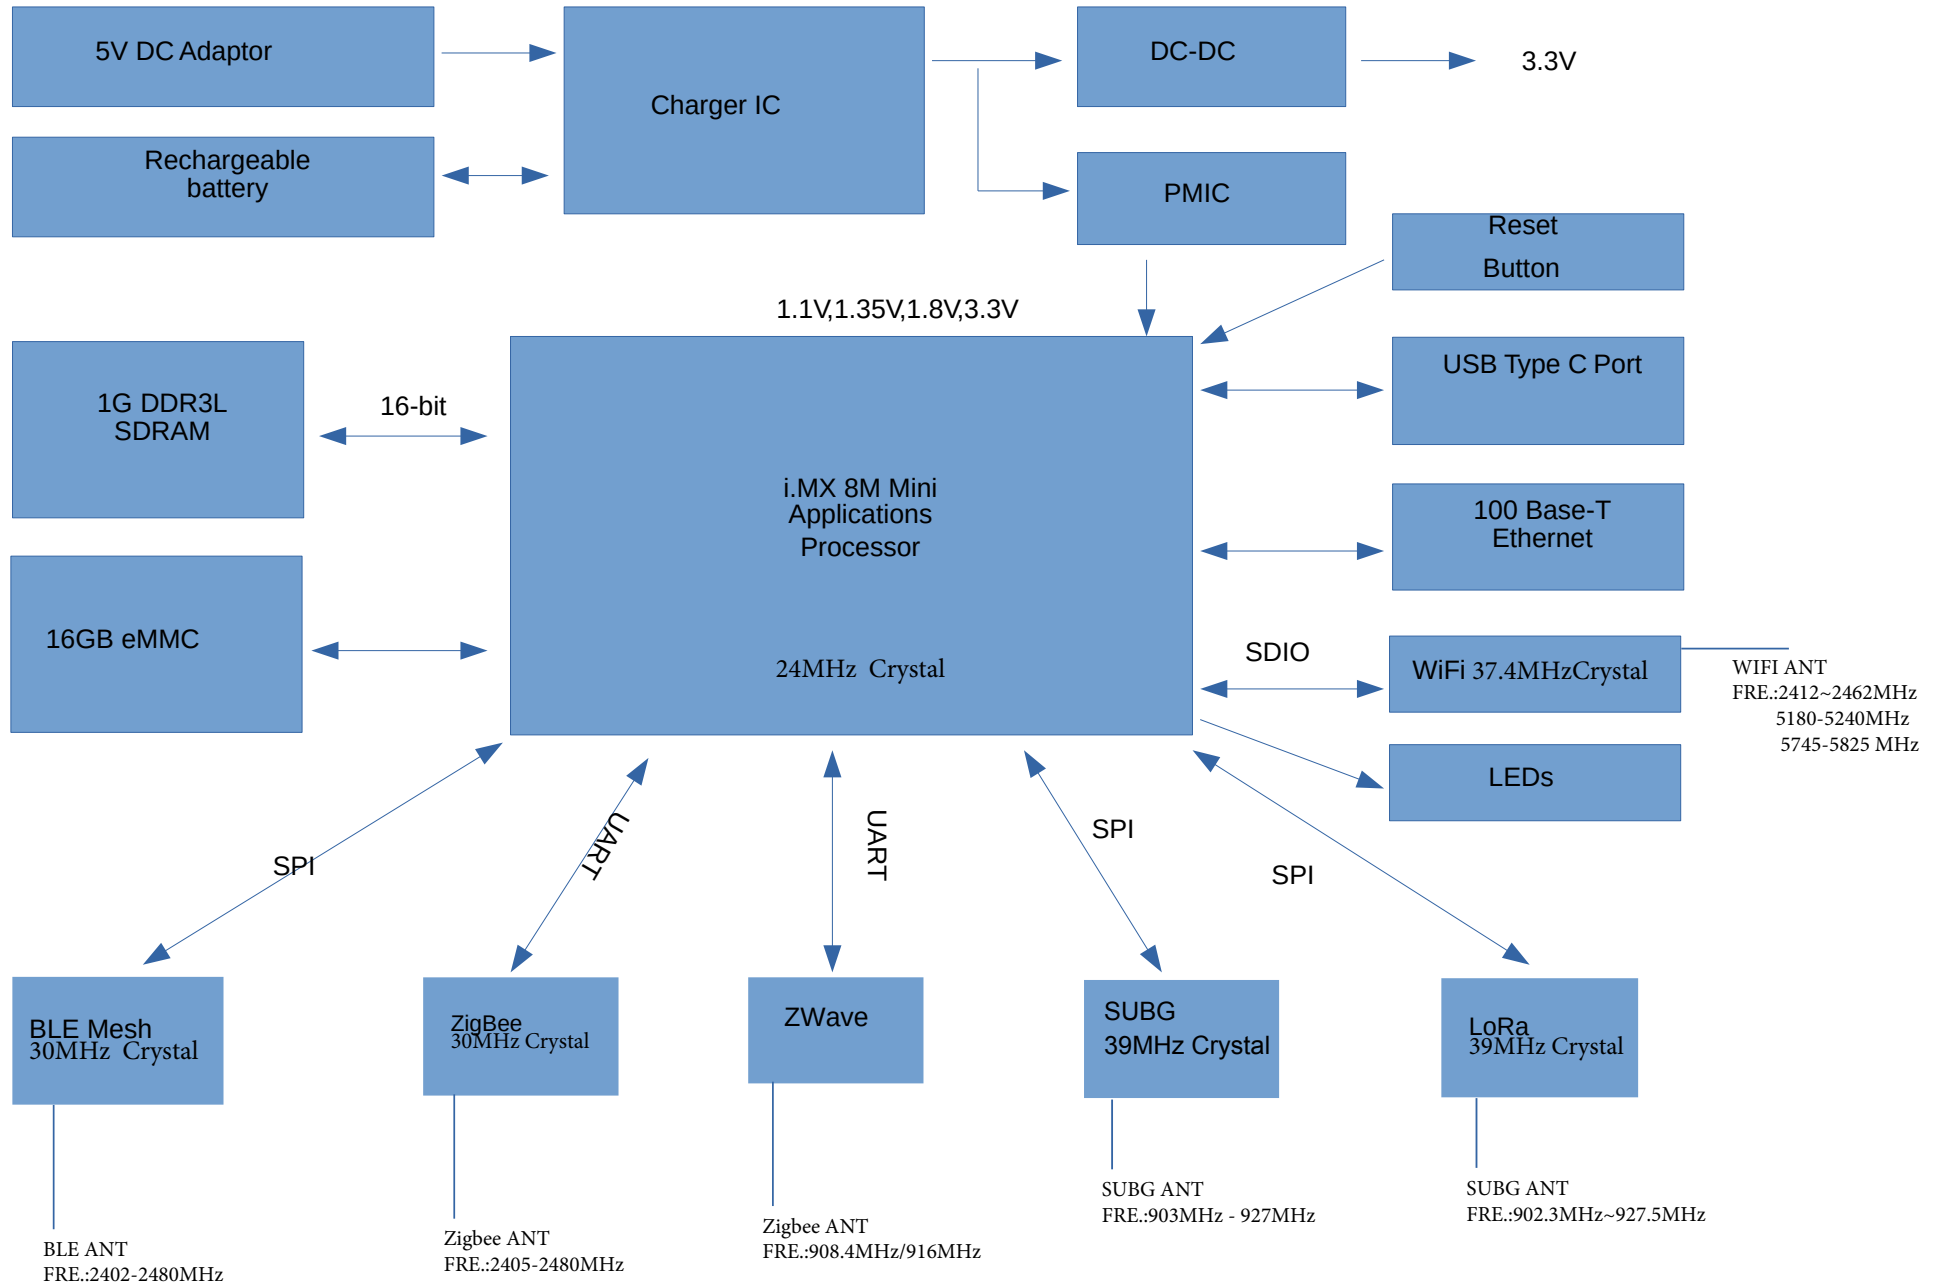 5V DC Adaptor
Charger IC
DC-DC
3.3V
Rechargeable
battery
PMIC
Reset
Button
1.1V,1.35V,1.8V,3.3V
1G DDR3L
SDRAM
16-bit
USB Type C Port
i.MX 8M Mini
Applications
Processor
24MHz Crystal
100 Base-T
Ethernet
16GB eMMC
SDIO
WiFi 37.4MHzCrystal
WIFI ANT
FRE.:2412~2462MHz
5180-5240MHz
5745-5825 MHz
LEDs
SPI
UART
UART
SPI
SPI
BLE Mesh
30MHz Crystal
ZigBee
30MHz Crystal
ZWave
SUBG
39MHz Crystal
LoRa
39MHz Crystal
BLE ANT
FRE.:2402-2480MHz
Zigbee ANT
FRE.:2405-2480MHz
Zigbee ANT
FRE.:908.4MHz/916MHz
SUBG ANT
FRE.:903MHz - 927MHz
SUBG ANT
FRE.:902.3MHz~927.5MHz